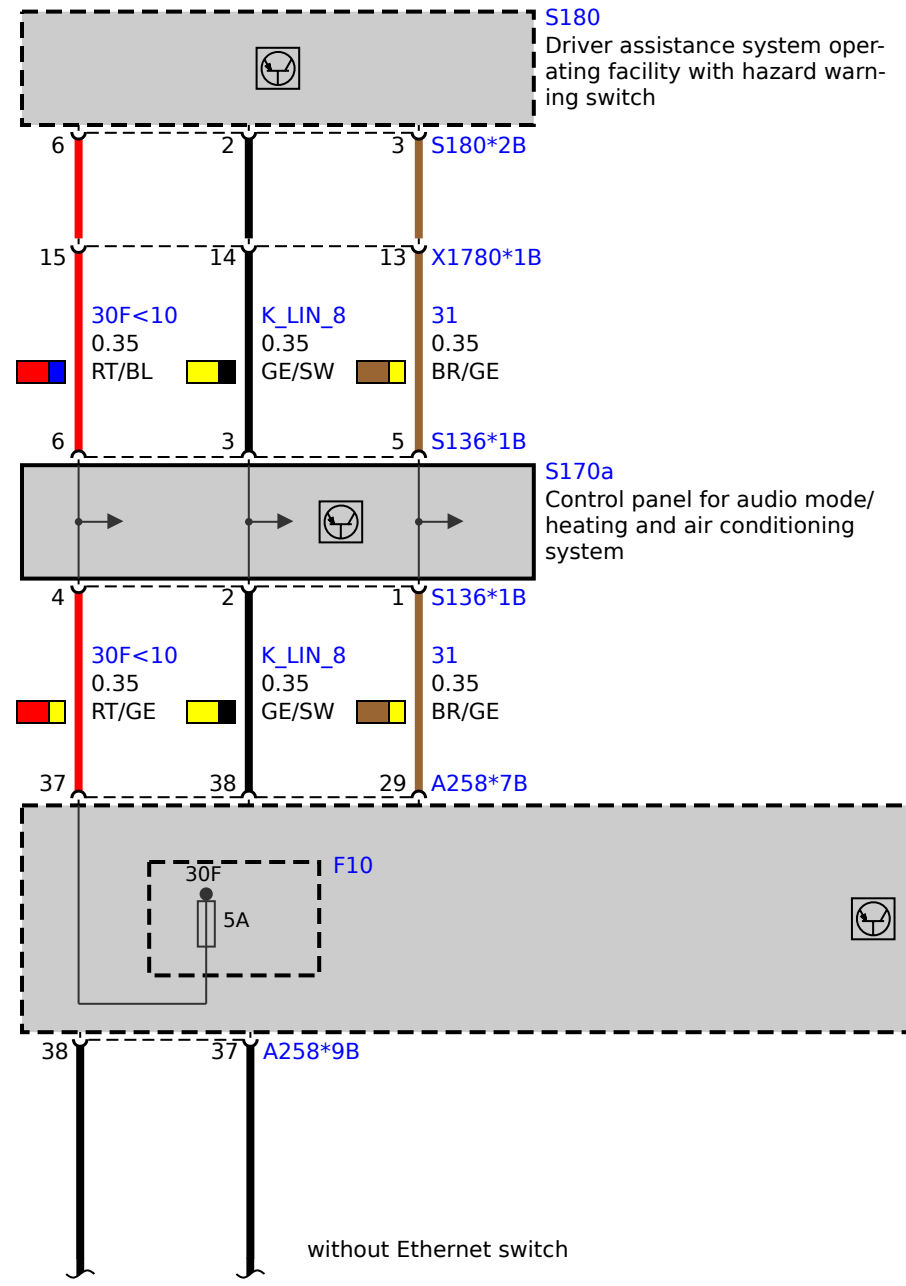 S180
Driver assistance system oper-
ating facility with hazard warn-
ing switch
6 2 3 S180*2B
15 14 13 X1780*1B
30F<10 K_LIN_8 31
0.35 0.35 0.35
RT/BL GE/SW BR/GE
6 3 5 S136*1B
S170a
Control panel for audio mode/
heating and air conditioning
system
4 2 1 S136*1B
30F<10 K_LIN_8 31
0.35 0.35 0.35
RT/GE GE/SW BR/GE
37 38 29 A258*7B
F10
30F
5A
38 37 A258*9B
without Ethernet switch